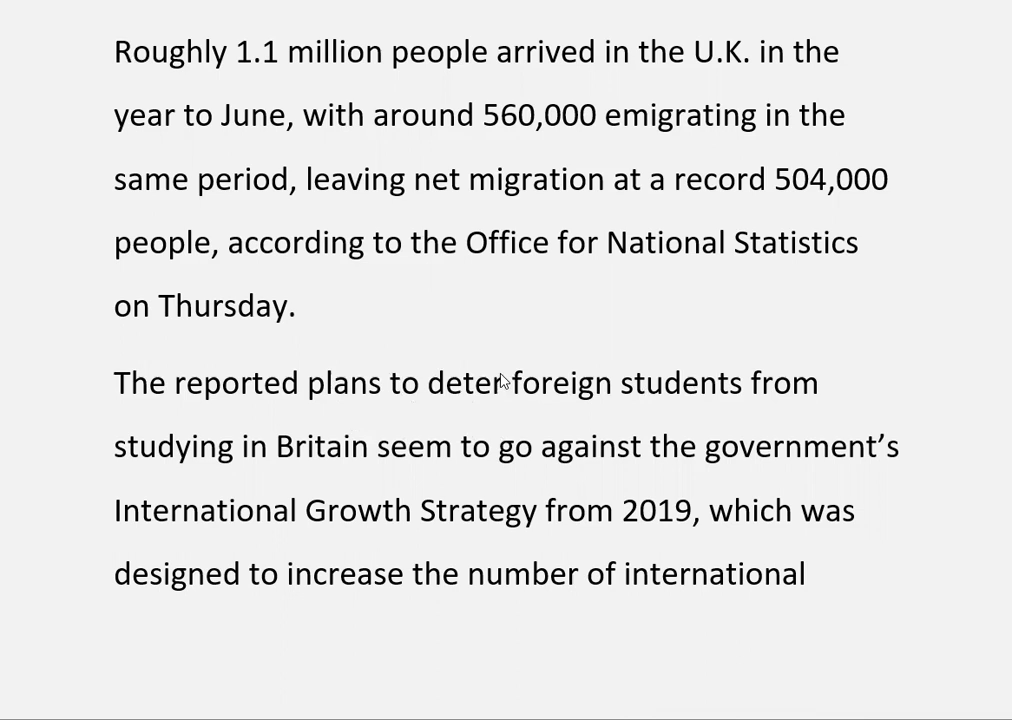 Roughly 1.1 million people arrived in the U.K. in the
year to June, with around 560,000 emigrating in the
same period, leaving net migration at a record 504,000
people, according to the Office for National Statistics
on Thursday.
The reported plans to deter foreign students from
studying in Britain seem to go against the government’s
International Growth Strategy from 2019, which was
designed to increase the number of international